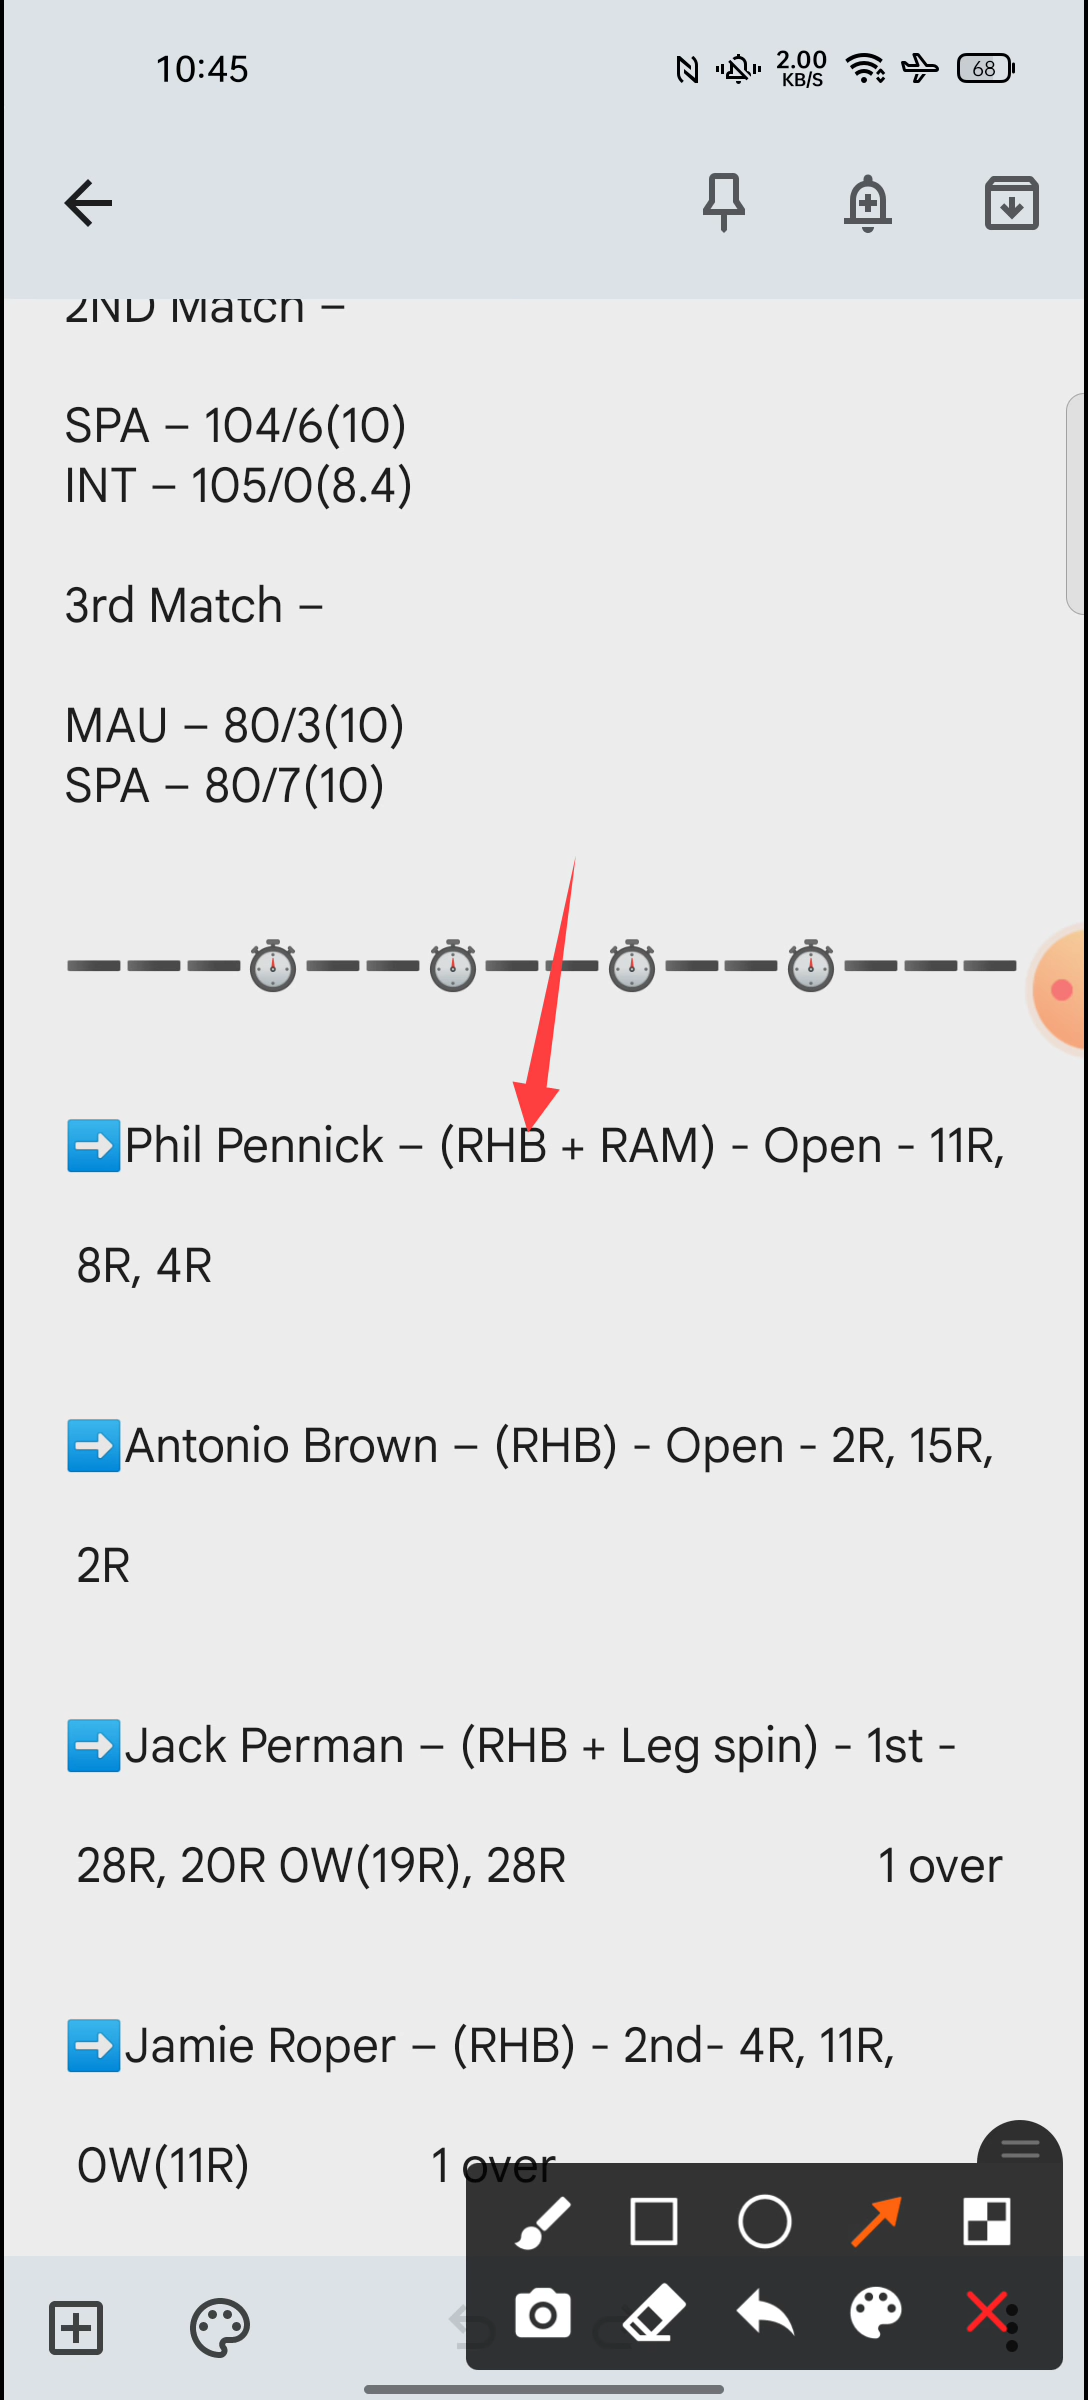 10:45
2.00
KB/S
68
2ND Match –
SPA – 104/6(10)
INT – 105/0(8.4)
3rd Match –
MAU – 80/3(10)
SPA – 80/7(10)
➡️Phil Pennick – (RHB + RAM) - Open - 11R,
8R, 4R
➡️Antonio Brown – (RHB) - Open - 2R, 15R,
2R
➡️Jack Perman – (RHB + Leg spin) - 1st -
28R, 20R 0W(19R), 28R 1 over
➡️Jamie Roper – (RHB) - 2nd- 4R, 11R,
0W(11R) 1 over